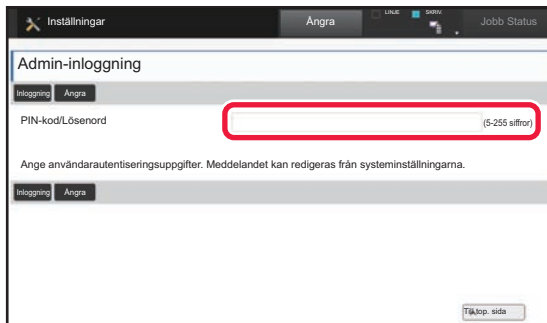 Inställningar
Ångra
LINJE
SKRIV.
Jobb Status
Admin-inloggning
Inloggning Ångra
PIN-kod/Lösenord
(5-255 siffror)
Ange användarautentiseringsuppgifter. Meddelandet kan redigeras från systeminställningarna.
Inloggning Ångra
Till top. sida